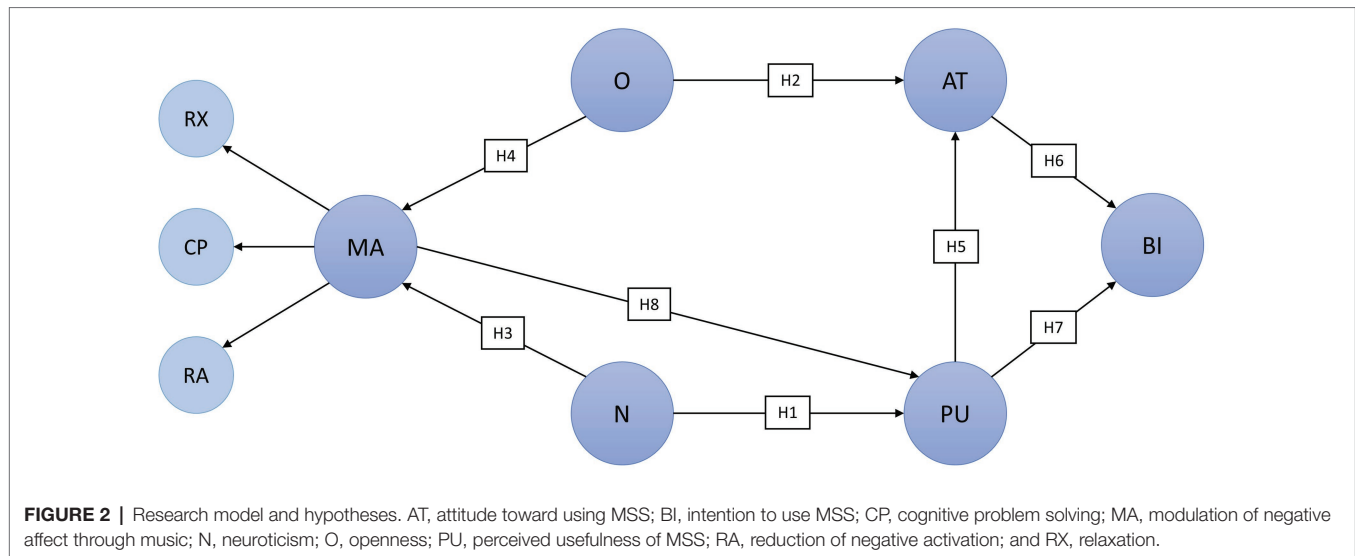 O
H2
AT
RX
H4
H6
CP
MA
H5
BI
H8
H3
H7
RA
N
H1
PU
FIGURE 2 | Research model and hypotheses. AT, attitude toward using MSS; BI, intention to use MSS; CP, cognitive problem solving; MA, modulation of negative
affect through music; N, neuroticism; O, openness; PU, perceived usefulness of MSS; RA, reduction of negative activation; and RX, relaxation.